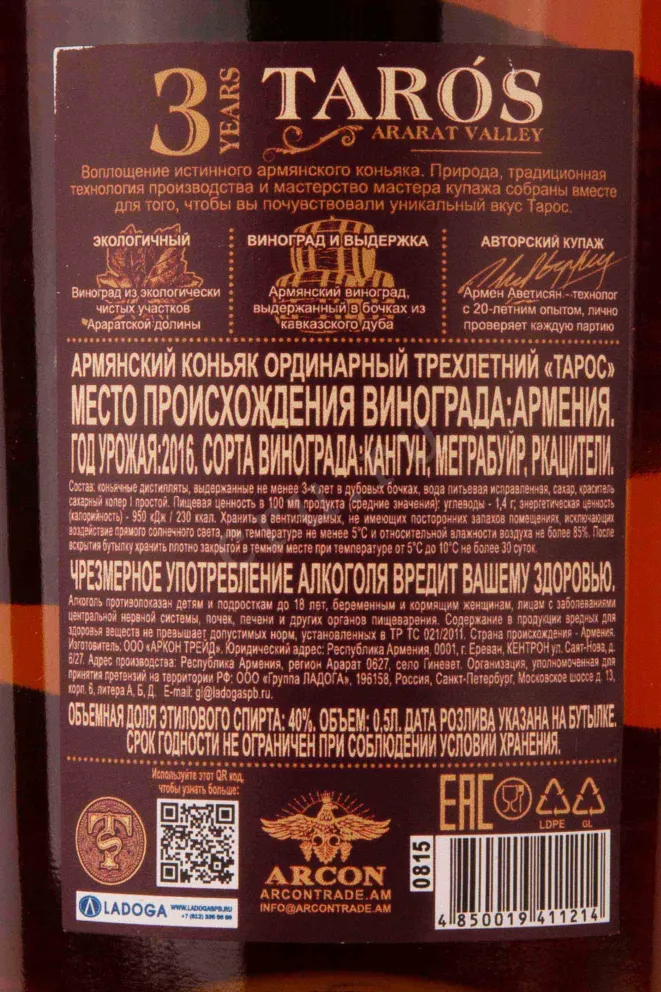 3 YEARS
TARÓS
ARARAT VALLEY
Воплощение истинного армянского коньяка. Природа, традиционная
технология производства и мастерство мастера купажа собраны вместе
для того, чтобы вы почувствовали уникальный вкус Тарос.
ЭКОЛОГИЧНЫЙ
Виноград из экологически
чистых участков
Араратской долины
ВИНОГРАД И ВЫДЕРЖКА
Армянский виноград,
выдержанный в бочках из
кавказского дуба
АВТОРСКИЙ КУПАЖ
Армен Аветисян - технолог
с 20-летним опытом, лично
проверяет каждую партию
АРМЯНСКИЙ КОНЬЯК ОРДИНАРНЫЙ ТРЕХЛЕТНИЙ «ТАРОС»
МЕСТО ПРОИСХОЖДЕНИЯ ВИНОГРАДА:АРМЕНИЯ.
ГОД УРОЖАЯ:2016. СОРТА ВИНОГРАДА:КАНГУН, МЕГРАБУЙР, РКАЦИТЕЛИ.
Состав: коньячные дистилляты, выдержанные не менее 3-х лет в дубовых бочках, вода питьевая исправленная, сахар, краситель
сахарный колер I простой. Пищевая ценность в 100 мл продукта (средние значения): углеводы - 1,4 г; энергетическая ценность
(калорийность) - 950 кДж / 230 ккал. Хранить в вентилируемых, не имеющих посторонних запахов помещениях, исключающих
воздействие прямого солнечного света, при температуре не менее 5°С и относительной влажности воздуха не более 85%. После
вскрытия бутылку хранить плотно закрытой в темном месте при температуре от 5°С до 10°С не более 30 суток.
ЧРЕЗМЕРНОЕ УПОТРЕБЛЕНИЕ АЛКОГОЛЯ ВРЕДИТ ВАШЕМУ ЗДОРОВЬЮ.
Алкоголь противопоказан детям и подросткам до 18 лет, беременным и кормящим женщинам, лицам с заболеваниями
центральной нервной системы, почек, печени и других органов пищеварения. Содержание в продукции вредных для
здоровья веществ не превышает допустимых норм, установленных в ТР ТС 021/2011. Страна происхождения - Армения.
Изготовитель: ООО «АРКОН ТРЕЙД». Юридический адрес: Республика Армения, 0001, г. Ереван, КЕНТРОН ул. Саят-Нова, д.
6/27. Адрес производства: Республика Армения, регион Арарат 0627, село Гиневет. Организация, уполномоченная для
принятия претензий на территории РФ: ООО «Группа ЛАДОГА», 196158, Россия, Санкт-Петербург, Московское шоссе д. 13,
корп. 6, литера А, Б, Д. E-mail: gl@ladogaspb.ru
ОБЪЕМНАЯ ДОЛЯ ЭТИЛОВОГО СПИРТА: 40%. ОБЪЕМ: 0,5Л. ДАТА РОЗЛИВА УКАЗАНА НА БУТЫЛКЕ.
СРОК ГОДНОСТИ НЕ ОГРАНИЧЕН ПРИ СОБЛЮДЕНИИ УСЛОВИЙ ХРАНЕНИЯ.
Используйте этот QR код,
чтобы узнать больше:
TS
LADOGA
WWW.LADOGASPB.RU
ARCON
ARCONTRADE.AM
INFO@ARCONTRADE.AM
EAC
LDPE
GL
0815
4 850019 411214